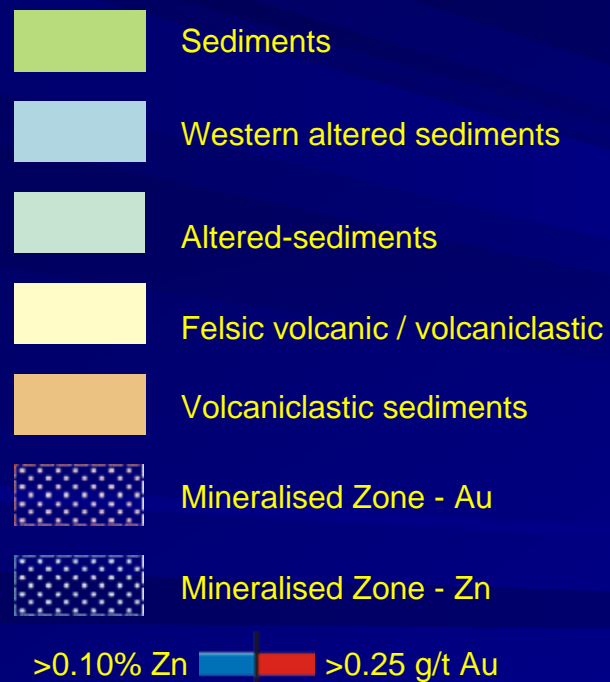 Sediments
Western altered sediments
Altered-sediments
Felsic volcanic / volcaniclastic
Volcaniclastic sediments
Mineralised Zone - Au
Mineralised Zone - Zn
>0.10% Zn >0.25 g/t Au